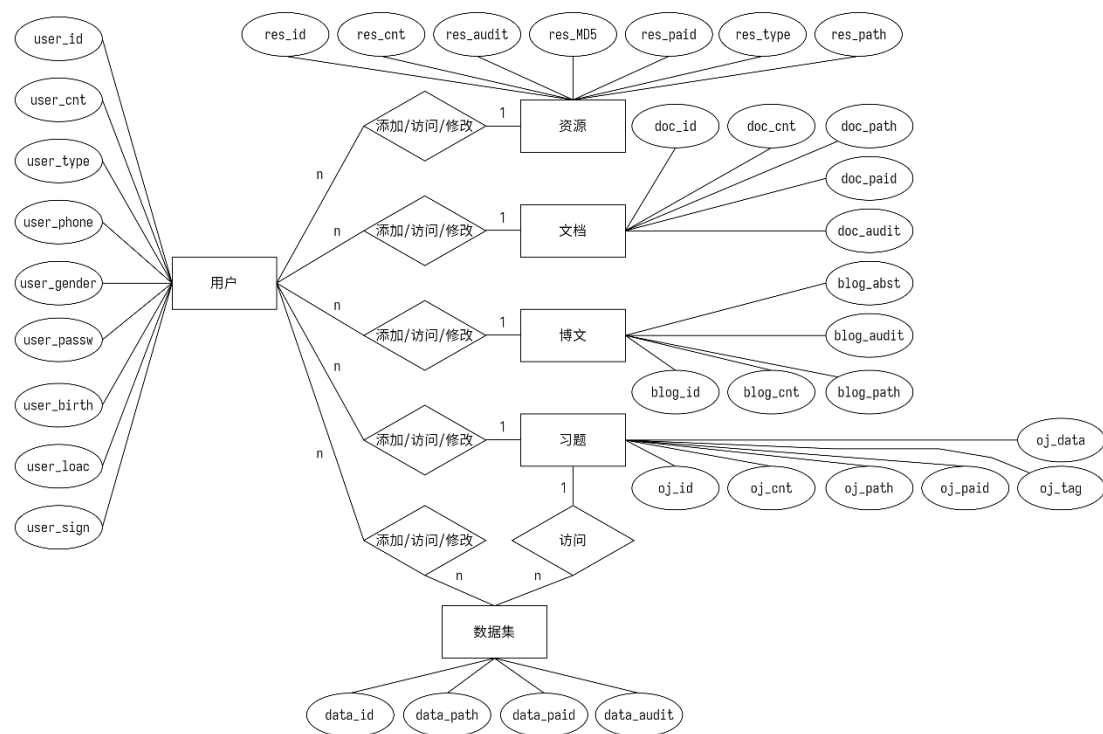 user_id
user_cnt
user_type
user_phone
user_gender
user_passw
user_birth
user_loac
user_sign
用户
res_id
res_cnt
res_audit
res_MD5
res_paid
res_type
res_path
n
添加/访问/修改
1
资源
doc_id
doc_cnt
doc_path
doc_paid
doc_audit
n
添加/访问/修改
1
文档
n
添加/访问/修改
1
博文
blog_abst
blog_audit
blog_id
blog_cnt
blog_path
n
添加/访问/修改
1
习题
oj_data
oj_id
oj_cnt
oj_path
oj_paid
oj_tag
n
添加/访问/修改
n
1
访问
n
数据集
data_id
data_path
data_paid
data_audit